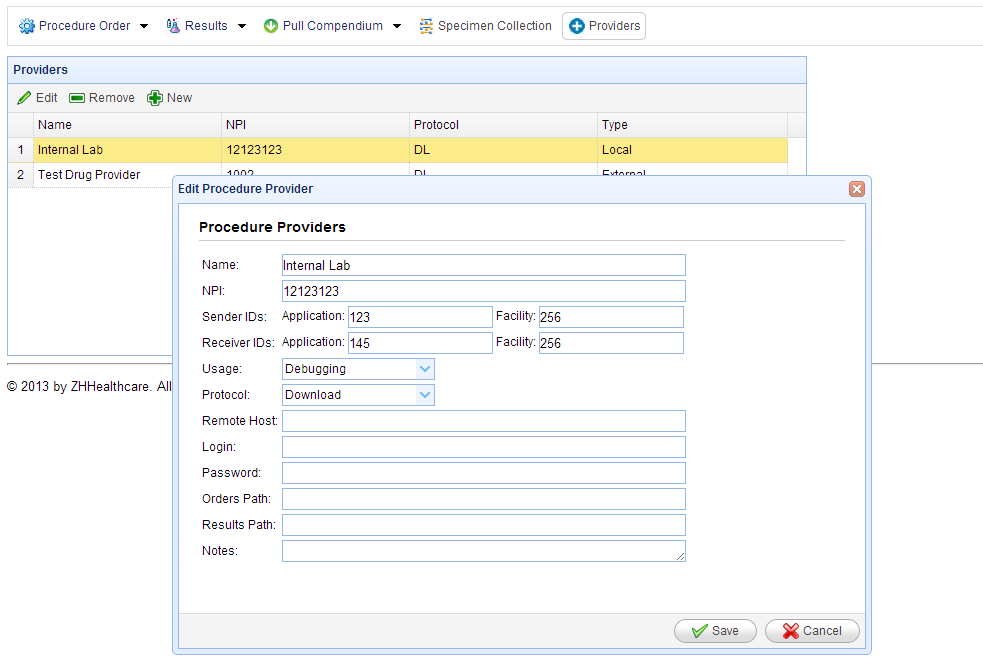 Procedure Order Results Pull Compendium Specimen Collection Providers
Providers
Edit Remove New
Name NPI Protocol Type
1 Internal Lab 12123123 DL Local
2 Test Drug Provider 1002 DL External
Edit Procedure Provider
Procedure Providers
Name: Internal Lab
NPI: 12123123
Sender IDs: Application: 123 Facility: 256
Receiver IDs: Application: 145 Facility: 256
Usage: Debugging
Protocol: Download
Remote Host:
Login:
Password:
Orders Path:
Results Path:
Notes:
© 2013 by ZHHealthcare. All
Save Cancel